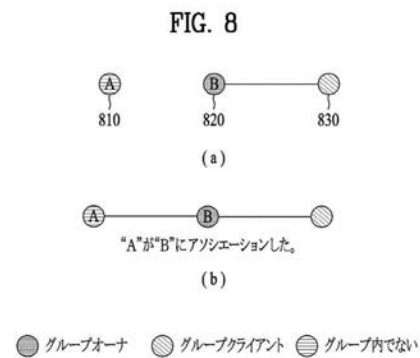 FIG. 8
A B
810 820 830
(a)
A B
“A”が“B”にアソシエーションした。
(b)
グループオーナ グループクライアント グループ内でない